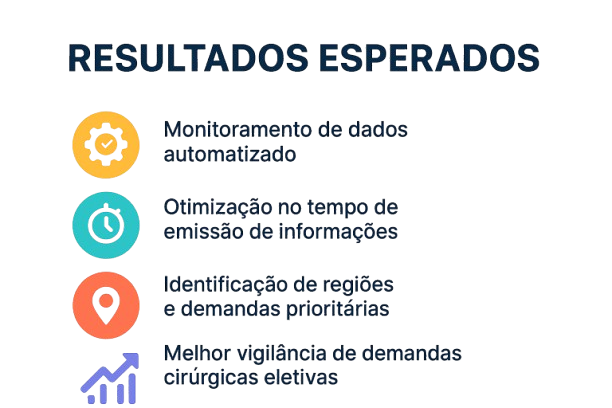 RESULTADOS ESPERADOS
Monitoramento de dados
automatizado
Otimização no tempo de
emissão de informações
Identificação de regiões
e demandas prioritárias
Melhor vigilância de demandas
cirúrgicas eletivas